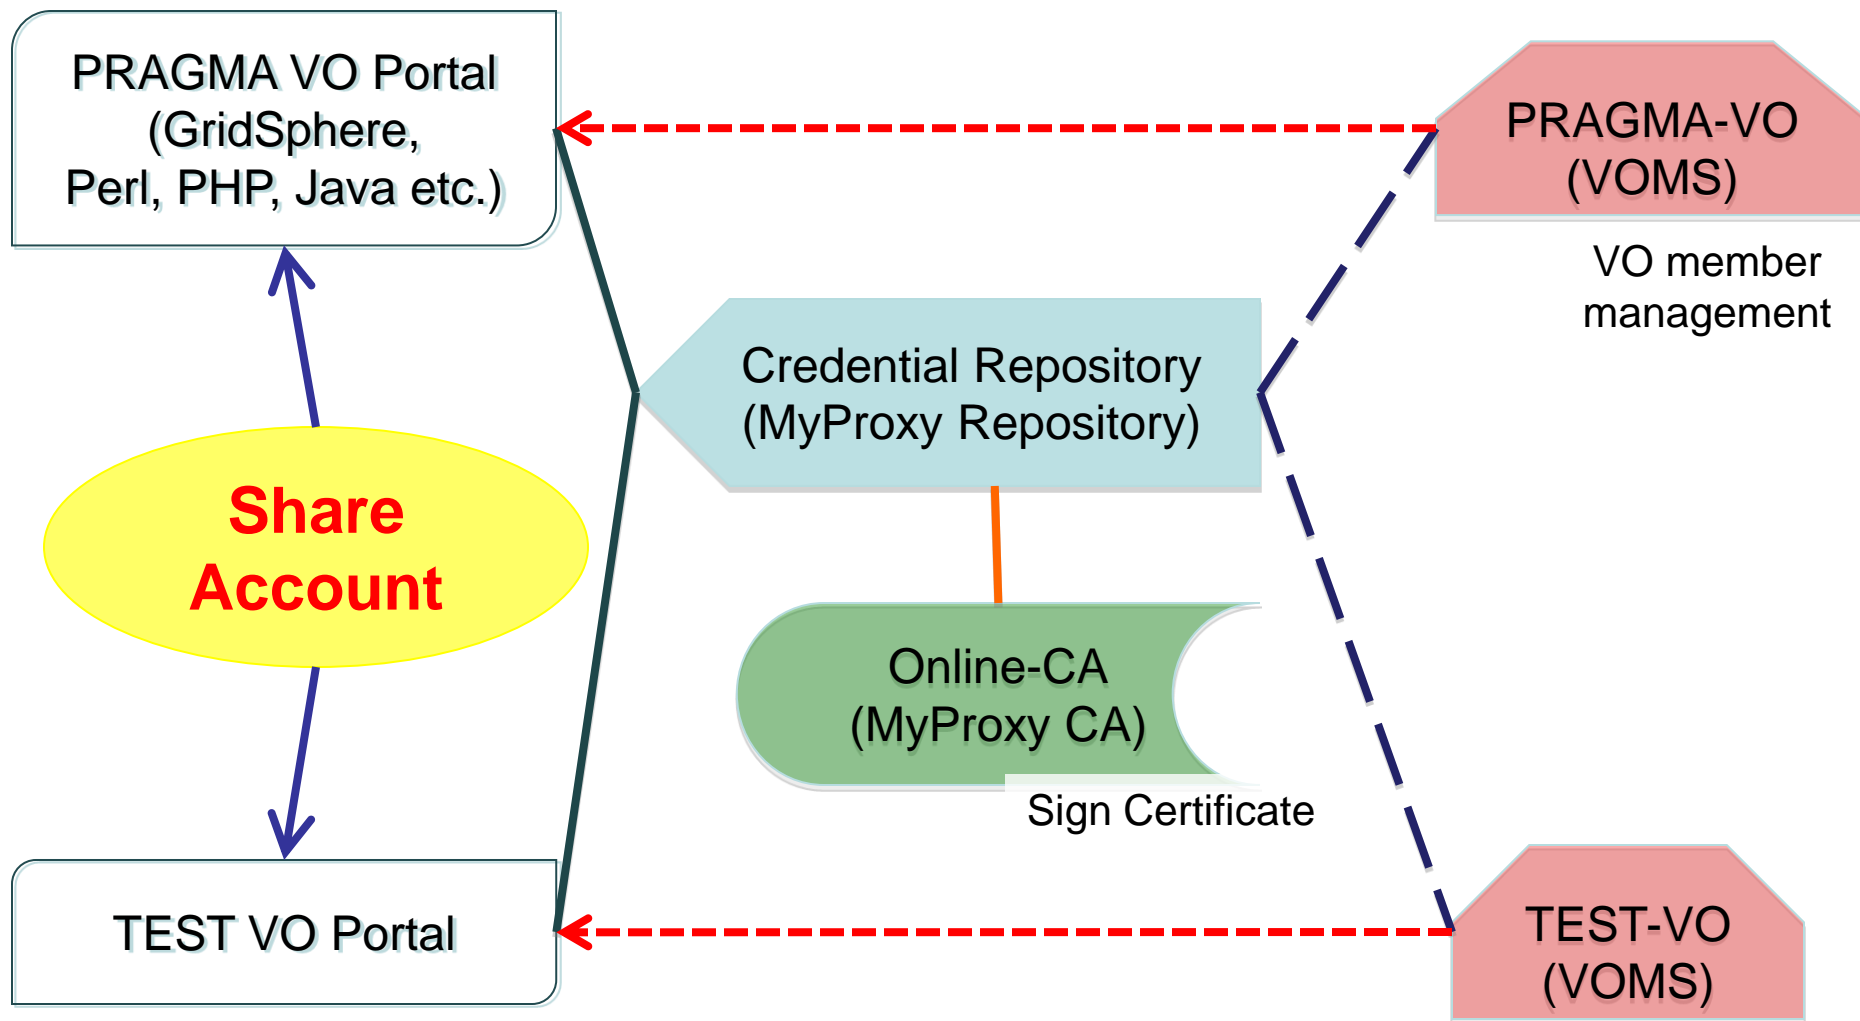 PRAGMA VO Portal
(GridSphere,
Perl, PHP, Java etc.)
PRAGMA-VO
(VOMS)
VO member
management
Credential Repository
(MyProxy Repository)
Share
Account
Online-CA
(MyProxy CA)
Sign Certificate
TEST VO Portal
TEST-VO
(VOMS)